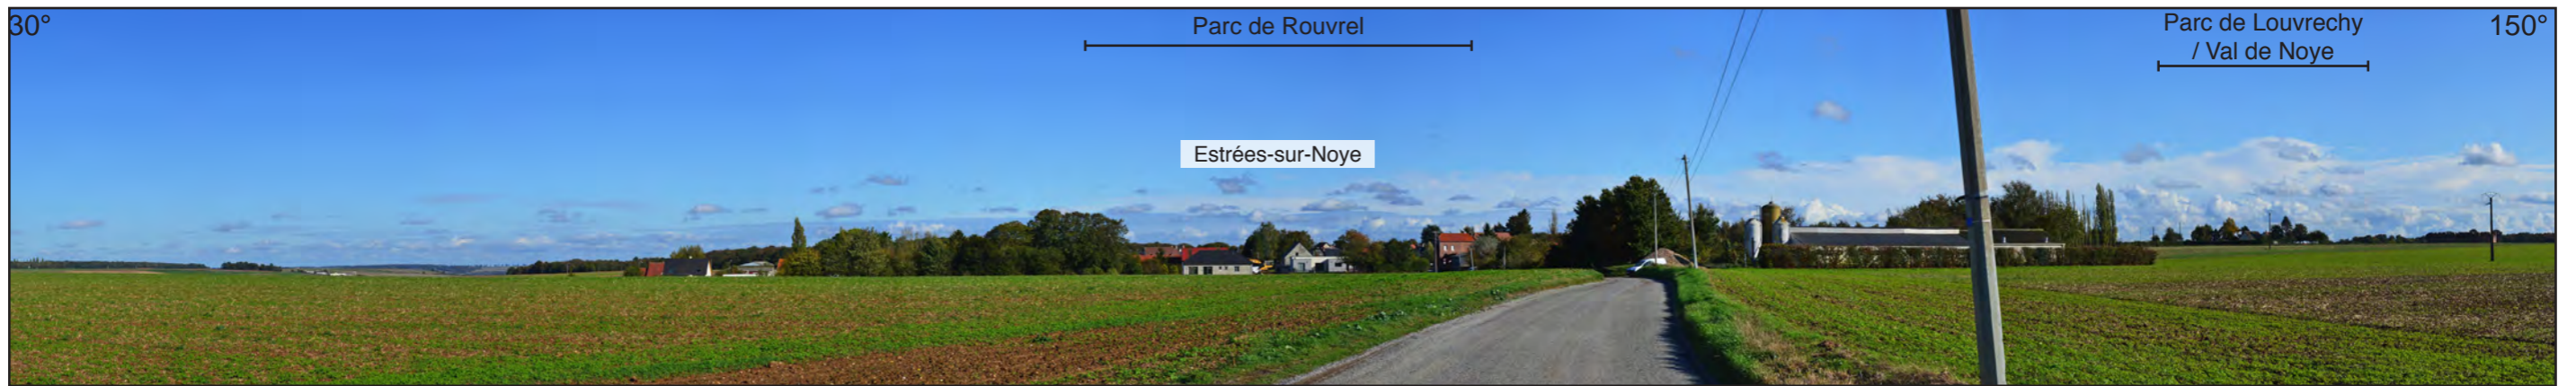 30°
Parc de Rouvrel
Parc de Louvrechy
/ Val de Noye
150°
Estrées-sur-Noye